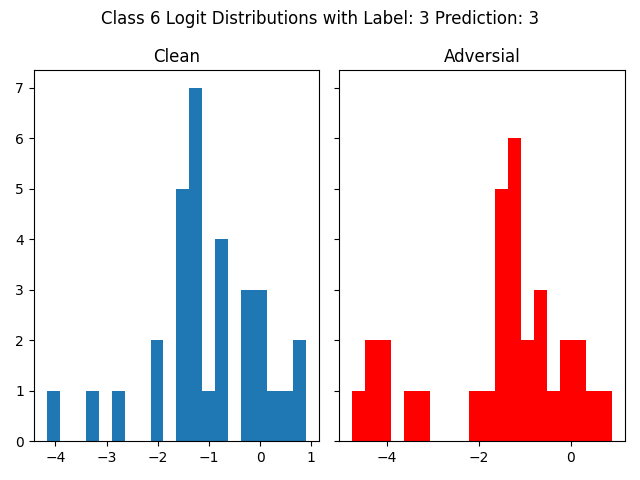 Class 6 Logit Distributions with Label: 3 Prediction: 3
Clean
Adversial
7
6
5
4
3
2
1
0
−4 −3 −2 −1 0 1
−4 −2 0